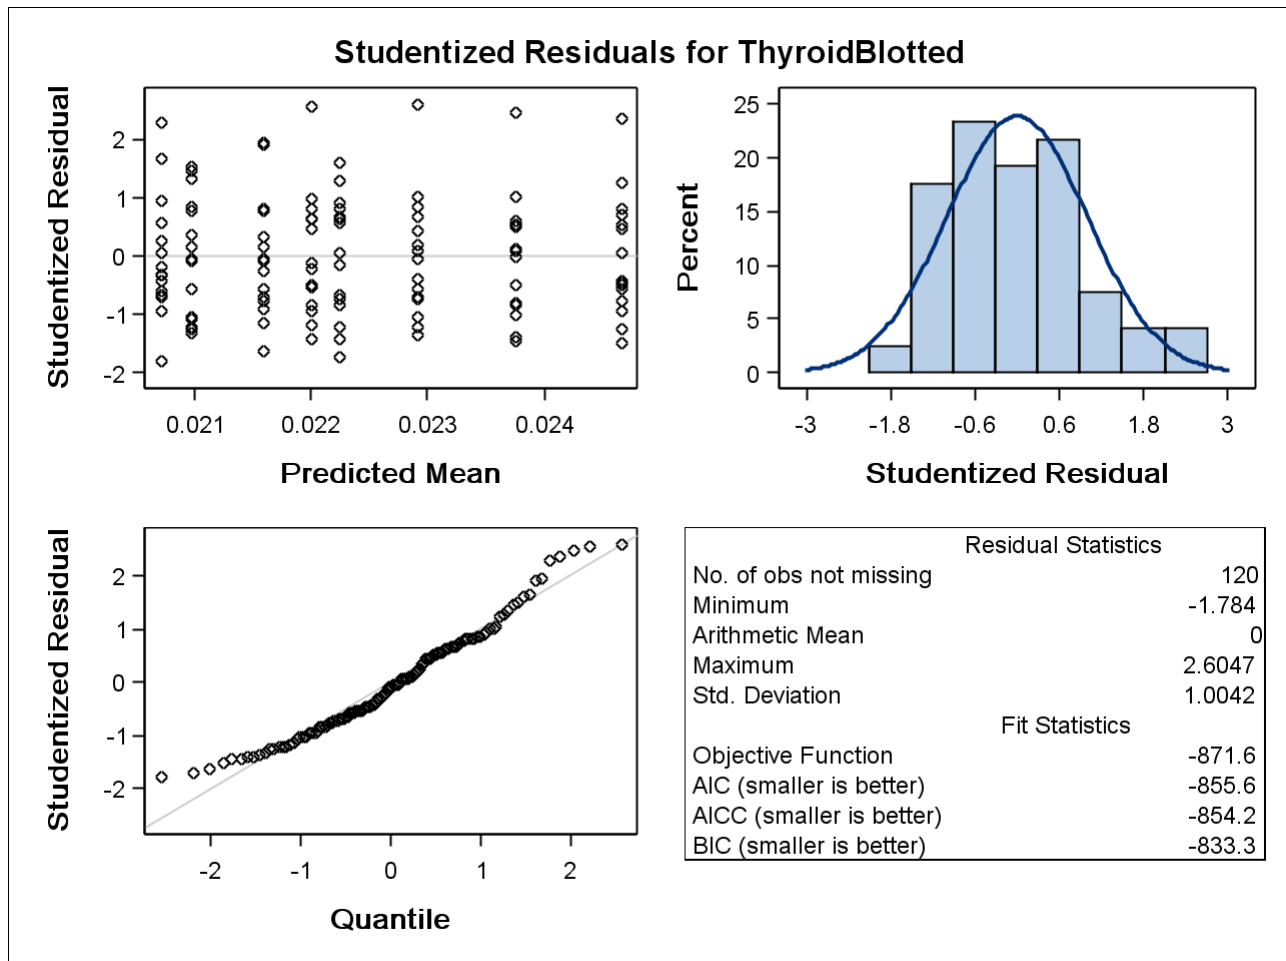 Studentized Residuals for ThyroidBlotted
Studentized Residual
2
1
0
-1
-2
0.021 0.022 0.023 0.024
Predicted Mean
Percent
25
20
15
10
5
0
-3 -1.8 -0.6 0.6 1.8 3
Studentized Residual
Studentized Residual
2
1
0
-1
-2
-2 -1 0 1 2
Quantile
Residual Statistics
No. of obs not missing 120
Minimum -1.784
Arithmetic Mean 0
Maximum 2.6047
Std. Deviation 1.0042
Fit Statistics
Objective Function -871.6
AIC (smaller is better) -855.6
AICC (smaller is better) -854.2
BIC (smaller is better) -833.3